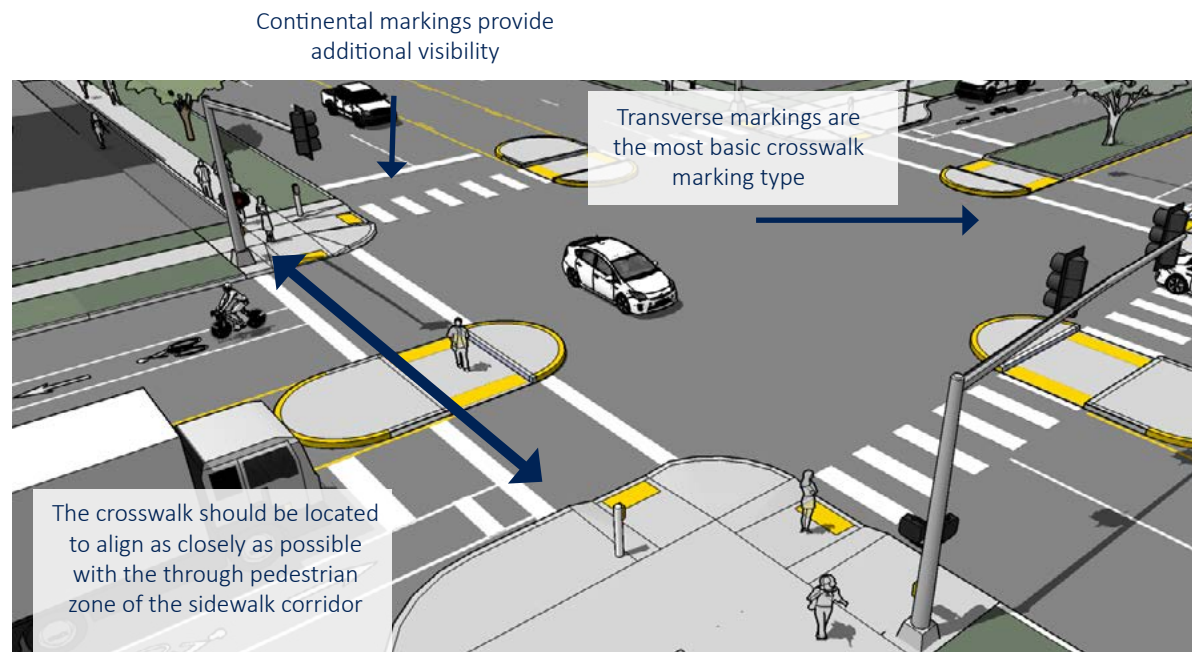 Continental markings provide
additional visibility
Transverse markings are
the most basic crosswalk
marking type
The crosswalk should be located
to align as closely as possible
with the through pedestrian
zone of the sidewalk corridor